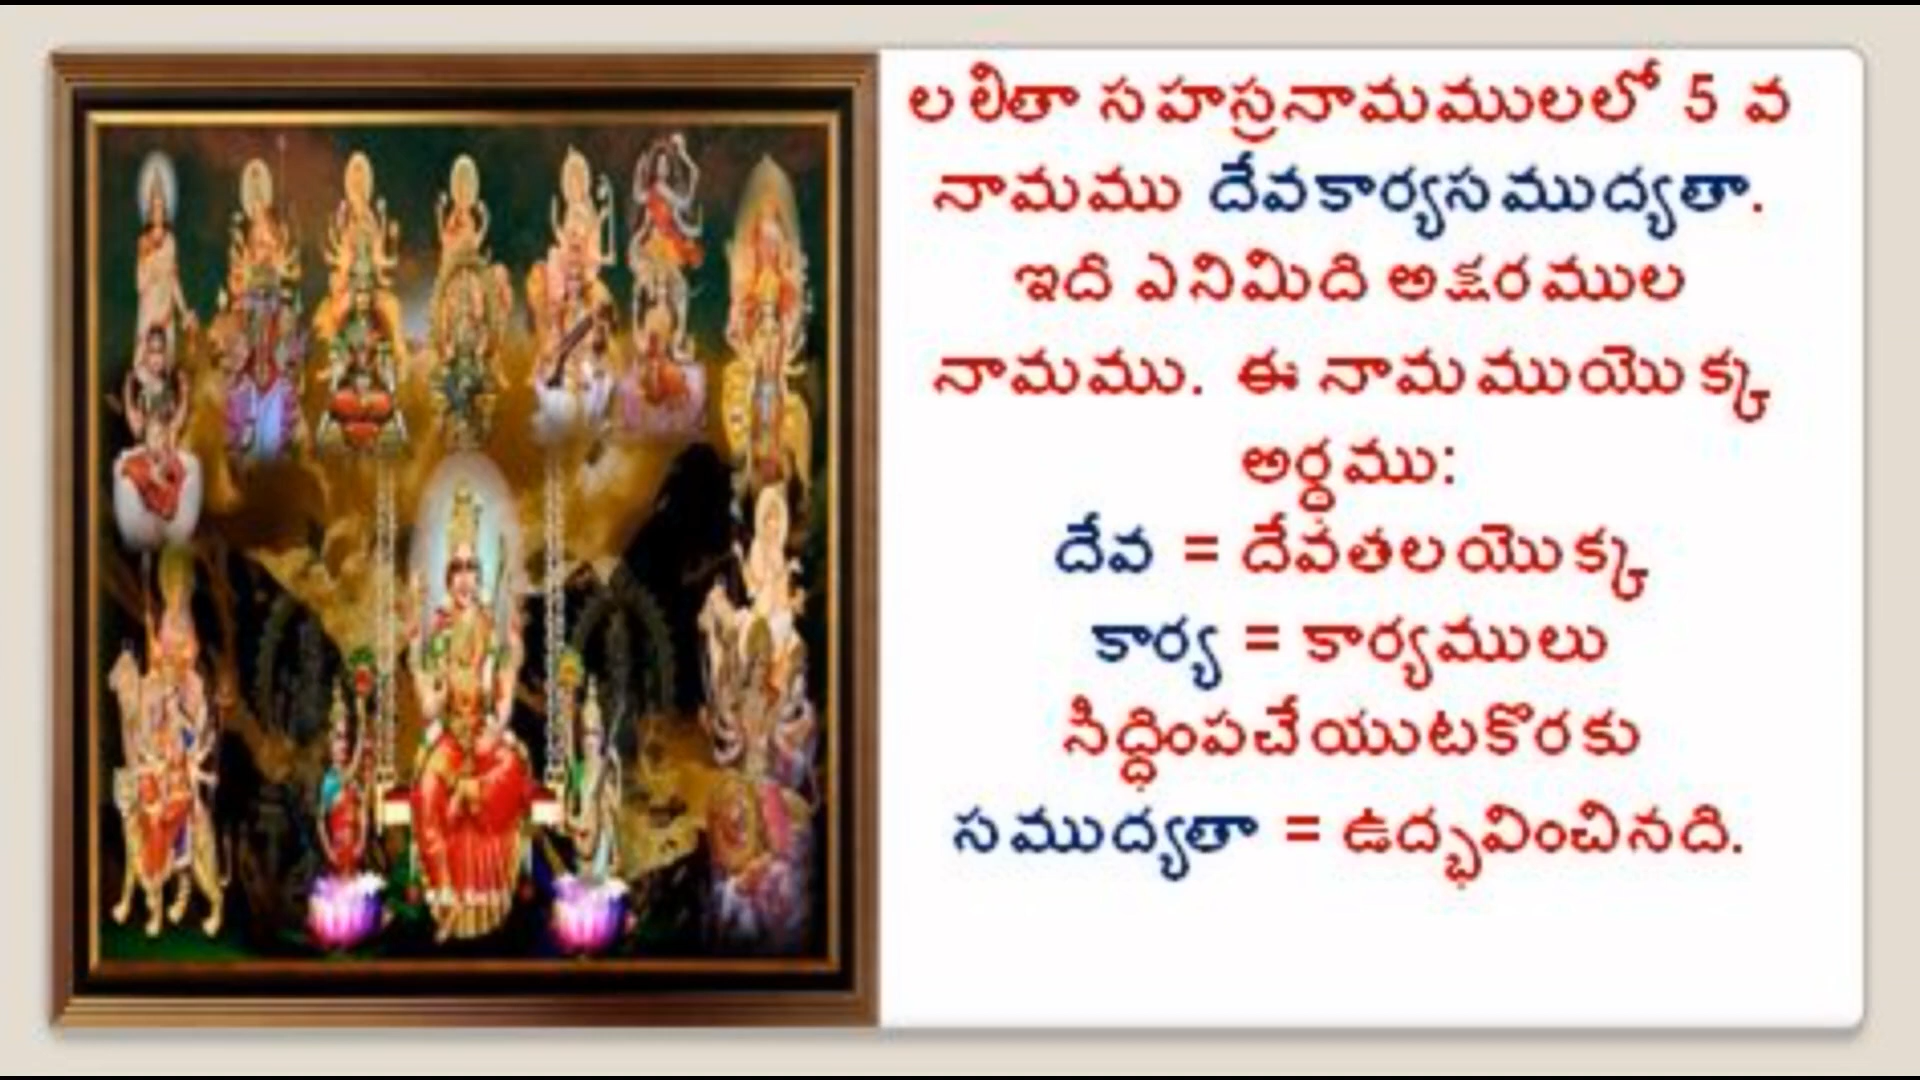 లలితా సహస్రనామములలో 5 వ
నామము దేవకార్యసముద్యతా.
ఇది ఎనిమిది అక్షరముల
నామము. ఈ నామముయొక్క
అర్థము:
దేవ = దేవతలయొక్క
కార్య = కార్యములు
సిద్ధింపచేయుటకొరకు
సముద్యతా = ఉద్భవించినది.